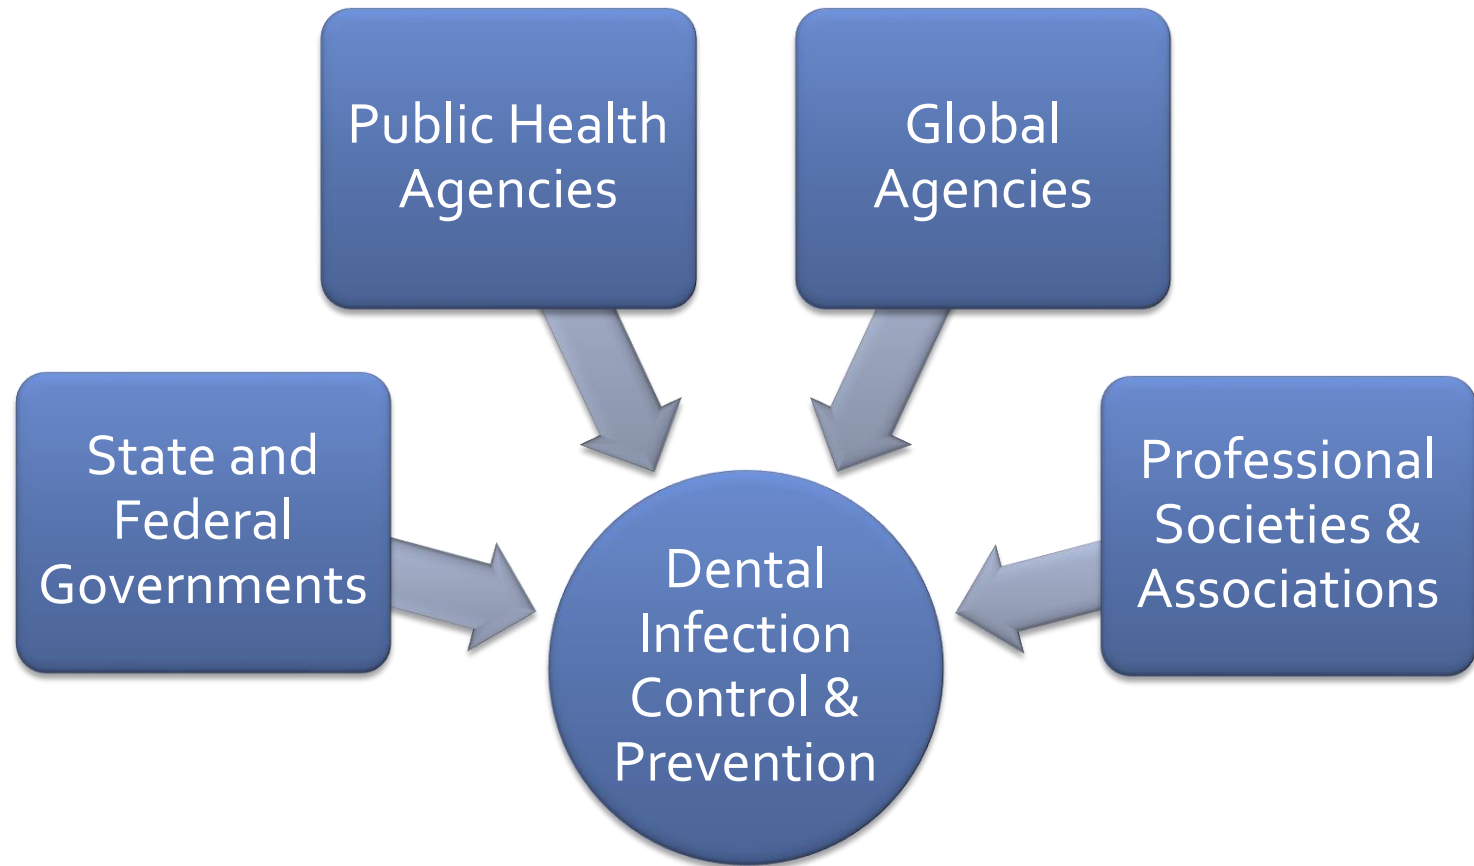 Public Health
Agencies
Global
Agencies
State and
Federal
Governments
Professional
Societies &
Associations
Dental
Infection
Control &
Prevention